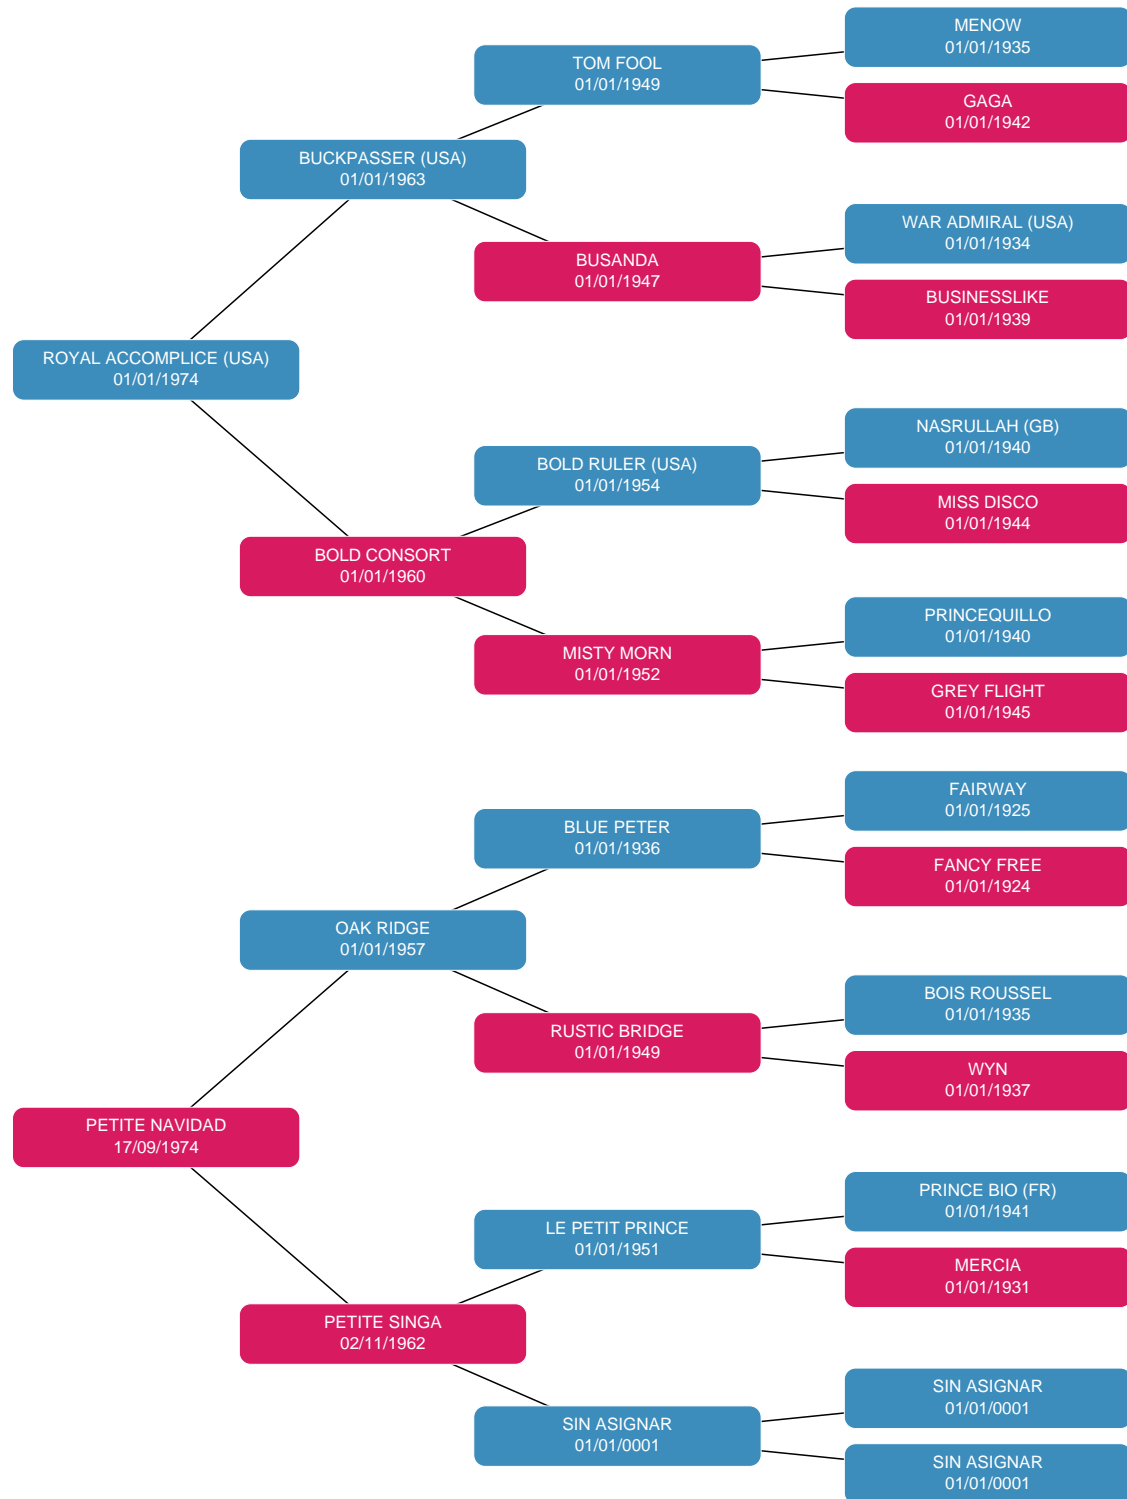 MENOW
01/01/1935
TOM FOOL
01/01/1949
GAGA
01/01/1942
BUCKPASSER (USA)
01/01/1963
WAR ADMIRAL (USA)
01/01/1934
BUSANDA
01/01/1947
BUSINESSLIKE
01/01/1939
ROYAL ACCOMPLICE (USA)
01/01/1974
NASRULLAH (GB)
01/01/1940
BOLD RULER (USA)
01/01/1954
MISS DISCO
01/01/1944
BOLD CONSORT
01/01/1960
PRINCEQUILLO
01/01/1940
MISTY MORN
01/01/1952
GREY FLIGHT
01/01/1945
FAIRWAY
01/01/1925
BLUE PETER
01/01/1936
FANCY FREE
01/01/1924
OAK RIDGE
01/01/1957
BOIS ROUSSEL
01/01/1935
RUSTIC BRIDGE
01/01/1949
WYN
01/01/1937
PETITE NAVIDAD
17/09/1974
PRINCE BIO (FR)
01/01/1941
LE PETIT PRINCE
01/01/1951
MERCIA
01/01/1931
PETITE SINGA
02/11/1962
SIN ASIGNAR
01/01/0001
SIN ASIGNAR
01/01/0001
SIN ASIGNAR
01/01/0001